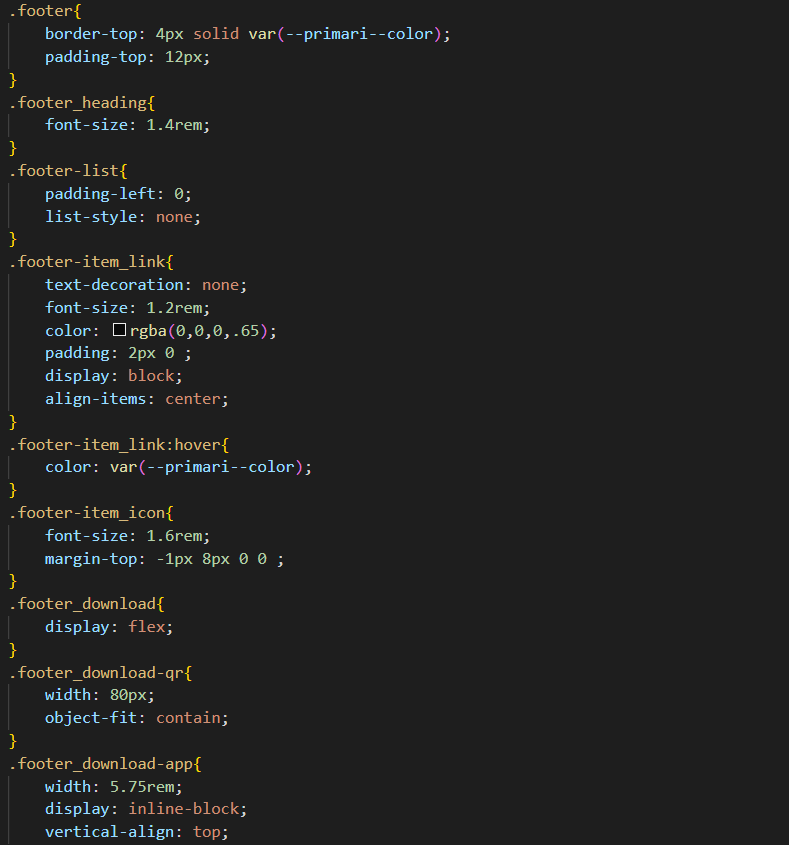 .footer{
    border-top: 4px solid var(--primari--color);
    padding-top: 12px;
}
.footer_heading{
    font-size: 1.4rem;
}
.footer-list{
    padding-left: 0;
    list-style: none;
}
.footer-item_link{
    text-decoration: none;
    font-size: 1.2rem;
    color: rgba(0,0,0,.65);
    padding: 2px 0 ;
    display: block;
    align-items: center;
}
.footer-item_link:hover{
    color: var(--primari--color);
}
.footer-item_icon{
    font-size: 1.6rem;
    margin-top: -1px 8px 0 0 ;
}
.footer_download{
    display: flex;
}
.footer_download-qr{
    width: 80px;
    object-fit: contain;
}
.footer_download-app{
    width: 5.75rem;
    display: inline-block;
    vertical-align: top;